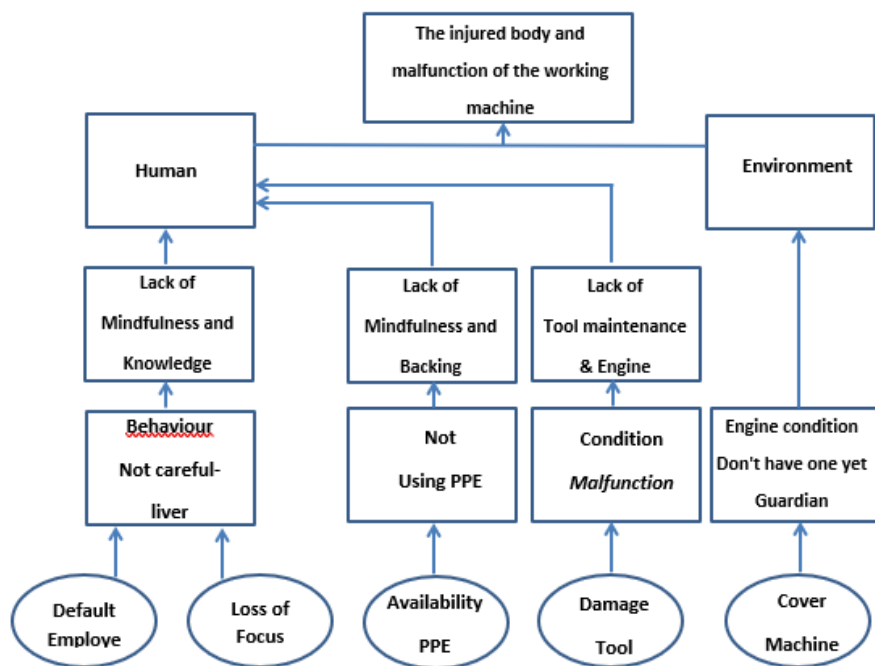 The injured body and
malfunction of the working
machine
Human
Environment
Lack of
Mindfulness and
Knowledge
Lack of
Mindfulness and
Backing
Lack of
Tool maintenance
& Engine
Behaviour
Not careful-
liver
Not
Using PPE
Condition
Malfunction
Engine condition
Don't have one yet
Guardian
Default
Employe
Loss of
Focus
Availability
PPE
Damage
Tool
Cover
Machine